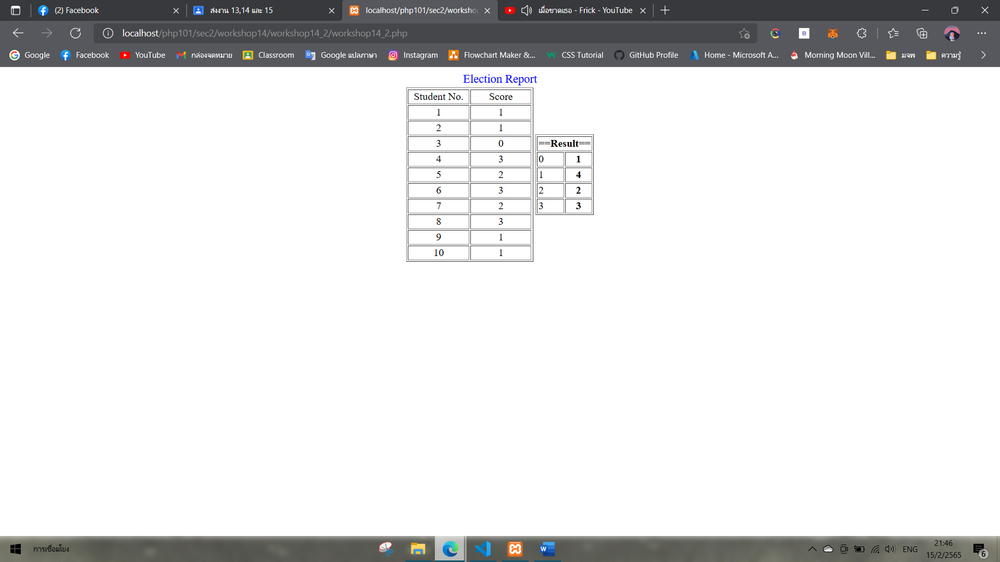 (2) Facebook
ส่งงาน 13,14 และ 15
localhost/php101/sec2/workshop
เมื่อขาดเธอ - Frick - YouTube
localhost/php101/sec2/workshop14/workshop14_2/workshop14_2.php
B
Google
Facebook
YouTube
กล่องจดหมาย
Classroom
Google แปลภาษา
Instagram
Flowchart Maker &...
CSS Tutorial
GitHub Profile
Home - Microsoft A...
Morning Moon Vill...
มจพ
ความรู้
Election Report
Student No. Score
1 1
2 1
3 0
4 3
5 2
6 3
7 2
8 3
9 1
10 1
==Result==
0 1
1 4
2 2
3 3
การเชื่อมโยง
W
ENG
21:46
15/2/2565
6